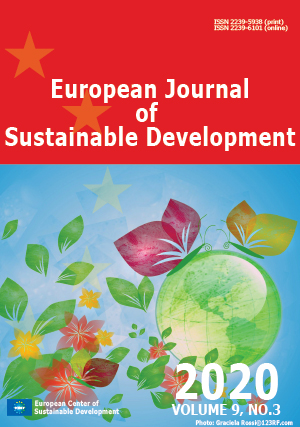 ISSN 2239-5938 (print)
ISSN 2239-6101 (online)
European Journal
of
Sustainable Development
2020
VOLUME 9, NO.3
European Center of
Sustainable Development
Photo: Graciela Rossi@123RF.com